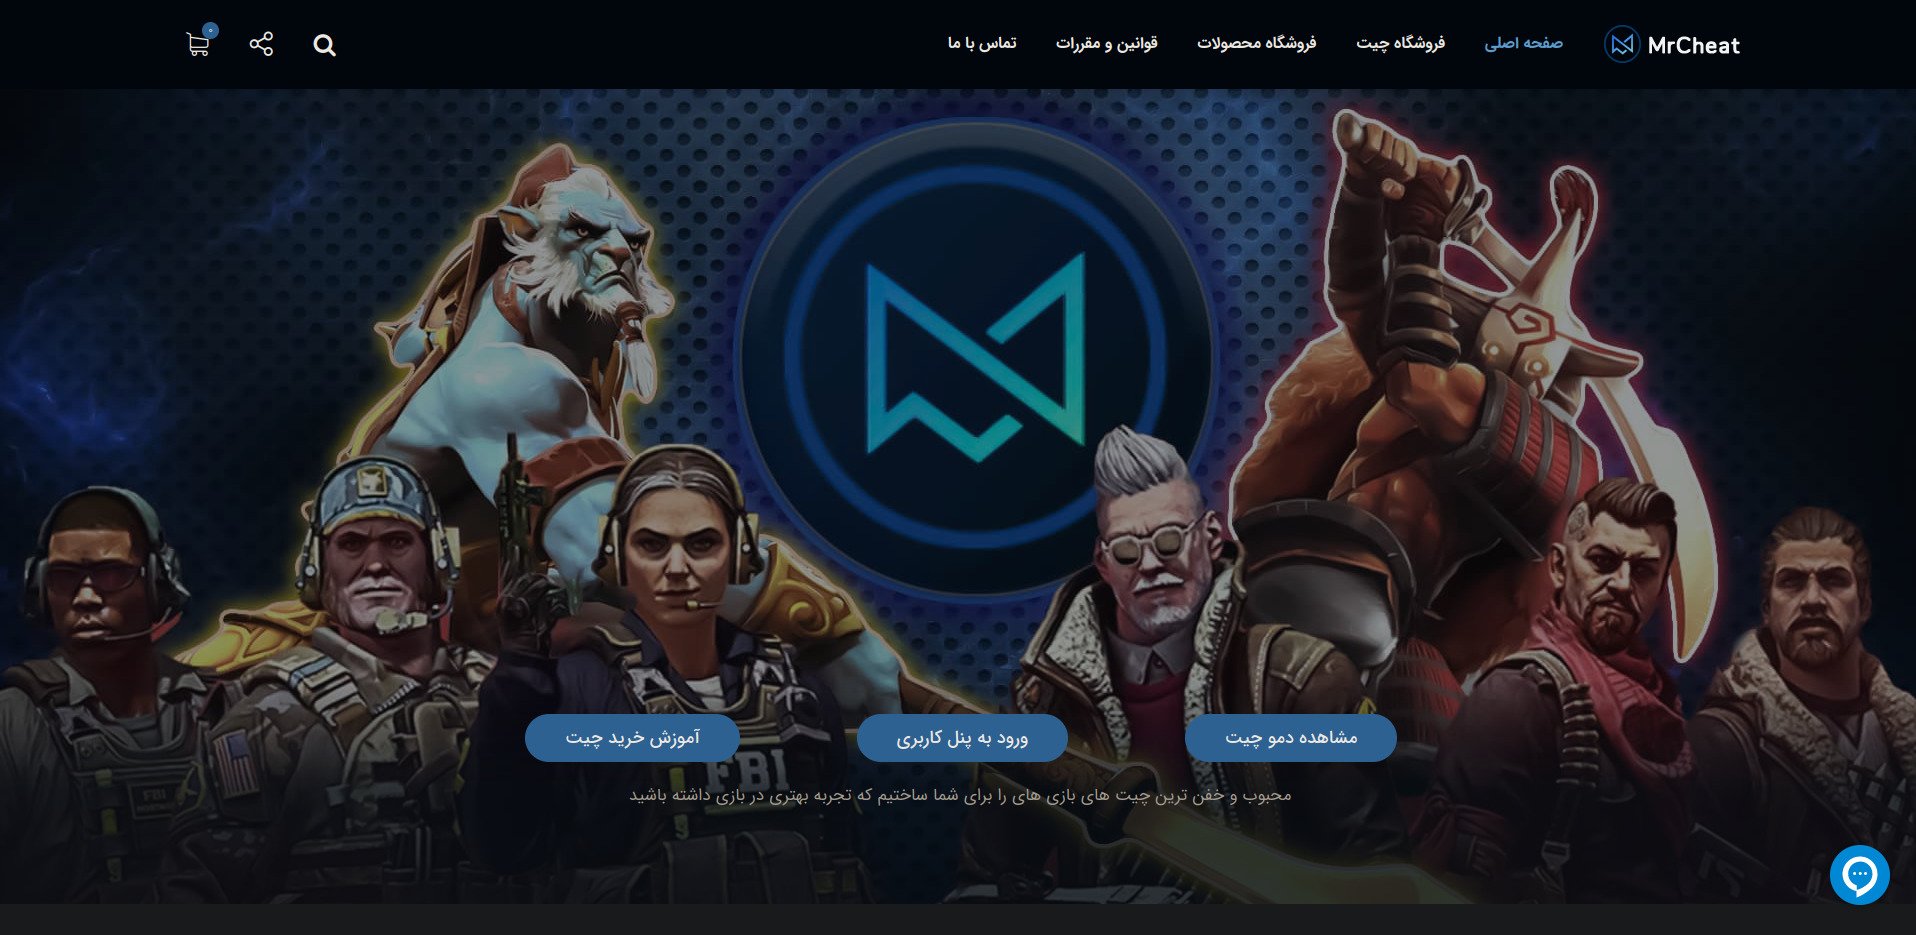 MrCheat
صفحه اصلی
فروشگاه چیت
فروشگاه محصولات
قوانین و مقررات
تماس با ما
۰
مشاهده دمو چیت
ورود به پنل کاربری
آموزش خرید چیت
FBI
FBI
محبوب و خفن ترین چیت های بازی های را برای شما ساختیم که تجربه بهتری در بازی داشته باشید